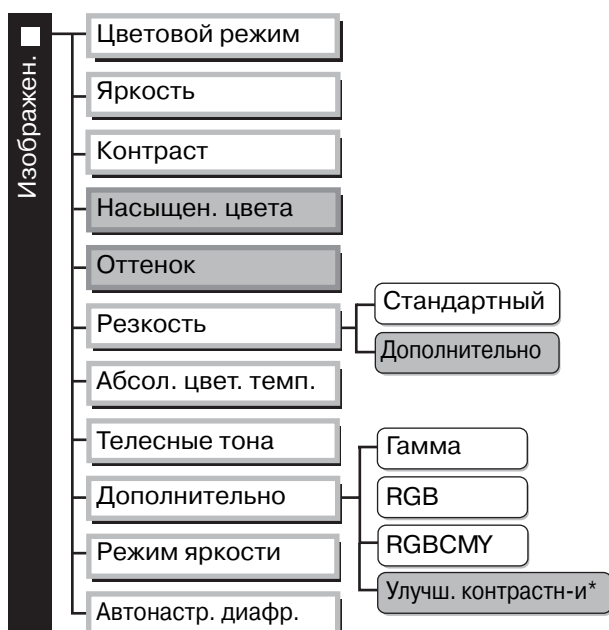 Изображен.
Цветовой режим
Яркость
Контраст
Насыщен. цвета
Оттенок
Резкость
Стандартный
Дополнительно
Абсол. цвет. темп.
Телесные тона
Дополнительно
Гамма
RGB
RGBCMY
Улучш. контрастн-и*
Режим яркости
Автонастр. диафр.